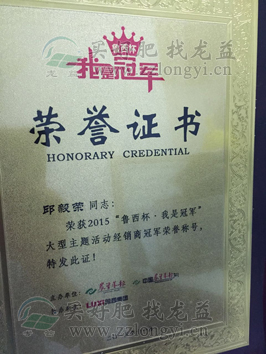 买好肥 找龙益
www.zzlongyi.cn
鲁西杯
我是冠军
荣誉证书
HONORARY CREDENTIAL
邱毅荣 同志：
荣获2015“鲁西杯·我是冠军”
大型主题活动经销商冠军荣誉称号，
特发此证！
买好肥 找龙益
www.zzlongyi.cn